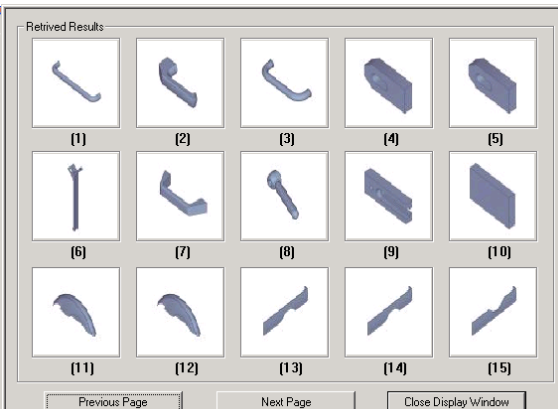 Retrived Results
(1) (2) (3) (4) (5)
(6) (7) (8) (9) (10)
(11) (12) (13) (14) (15)
Previous Page Next Page Close Display Window